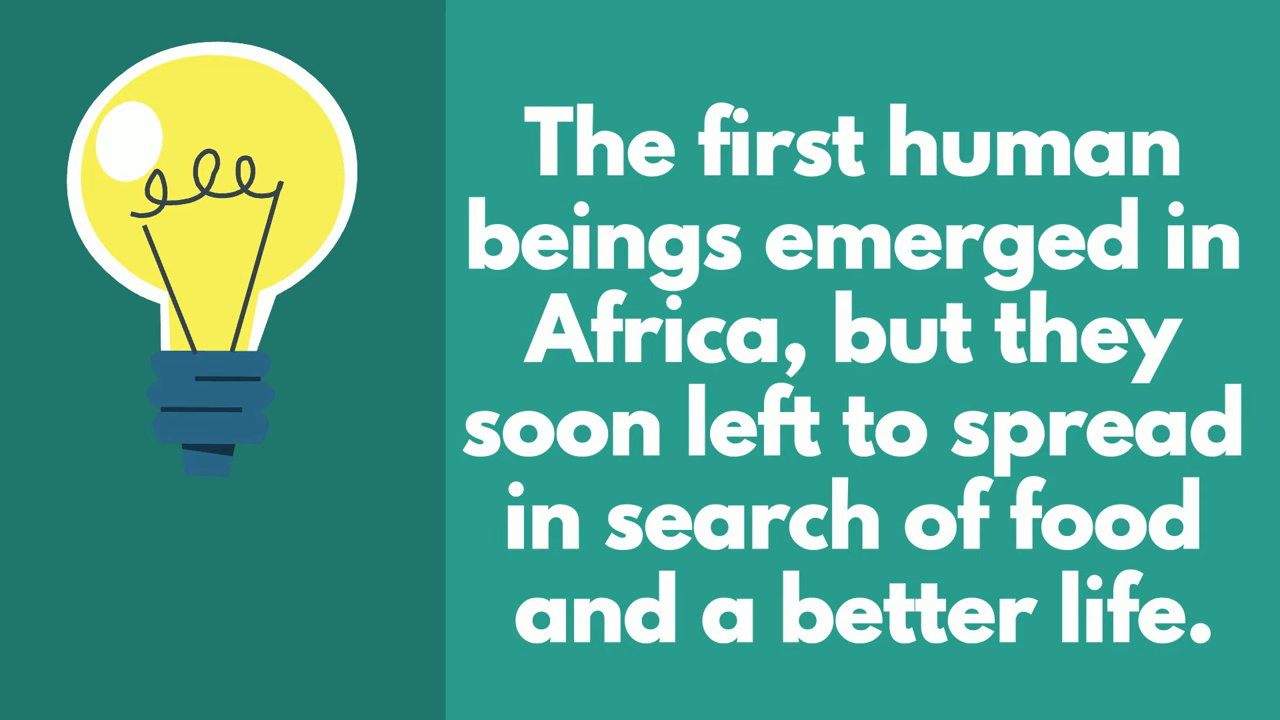 The first human
beings emerged in
Africa, but they
soon left to spread
in search of food
and a better life.